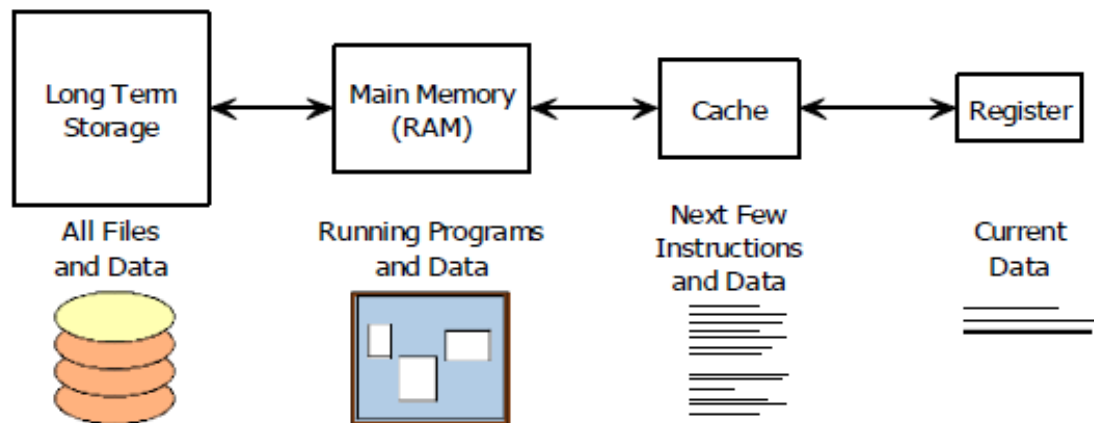 Long Term
Storage
Main Memory
(RAM)
Cache
Register
All Files
and Data
Running Programs
and Data
Next Few
Instructions
and Data
Current
Data